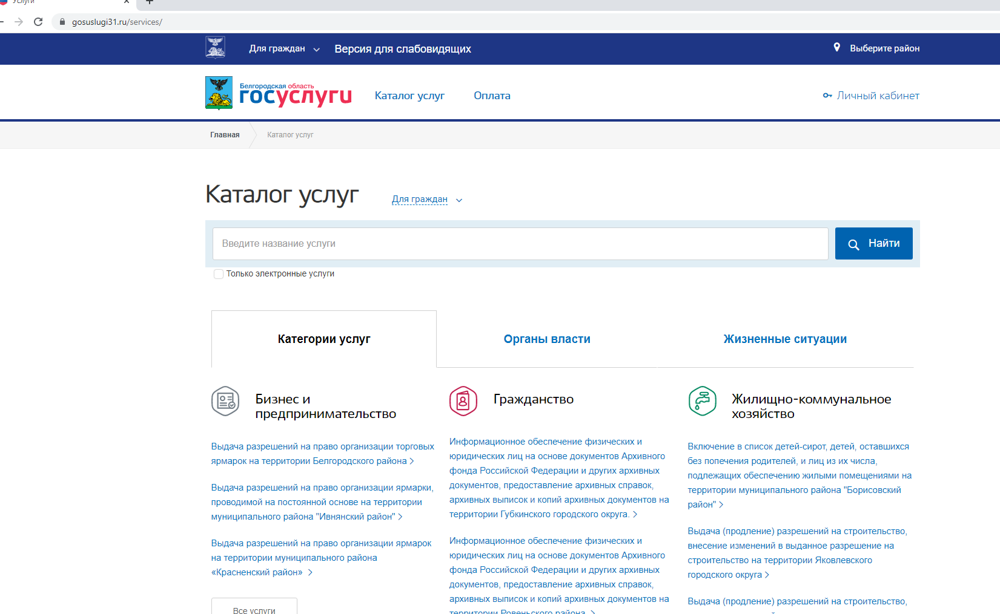 Услуги
gosuslugi31.ru/services/
Для граждан
Версия для слабовидящих
Выберите район
Белгородская область
госуслуги
Каталог услуг
Оплата
Личный кабинет
Главная
Каталог услуг
Каталог услуг
Для граждан
Введите название услуги
Найти
Только электронные услуги
Категории услуг
Органы власти
Жизненные ситуации
Бизнес и
предпринимательство
Выдача разрешений на право организации торговых
ярмарок на территории Белгородского района
Выдача разрешений на право организации ярмарки,
проводимой на постоянной основе на территории
муниципального района "Ивнянский район"
Выдача разрешений на право организации ярмарок
на территории муниципального района
«Красненский район»
Все услуги
Гражданство
Информационное обеспечение физических и
юридических лиц на основе документов Архивного
фонда Российской Федерации и других архивных
документов, предоставление архивных справок,
архивных выписок и копий архивных документов на
территории Губкинского городского округа.
Информационное обеспечение физических и
юридических лиц на основе документов Архивного
фонда Российской Федерации и других архивных
документов, предоставление архивных справок,
архивных выписок и копий архивных документов на
территории Ровеньского района
Жилищно-коммунальное
хозяйство
Включение в список детей-сирот, детей, оставшихся
без попечения родителей, и лиц из их числа,
подлежащих обеспечению жилыми помещениями на
территории муниципального района "Борисовский
район"
Выдача (продление) разрешений на строительство,
внесение изменений в выданное разрешение на
строительство на территории Яковлевского
городского округа
Выдача (продление) разрешений на строительство,